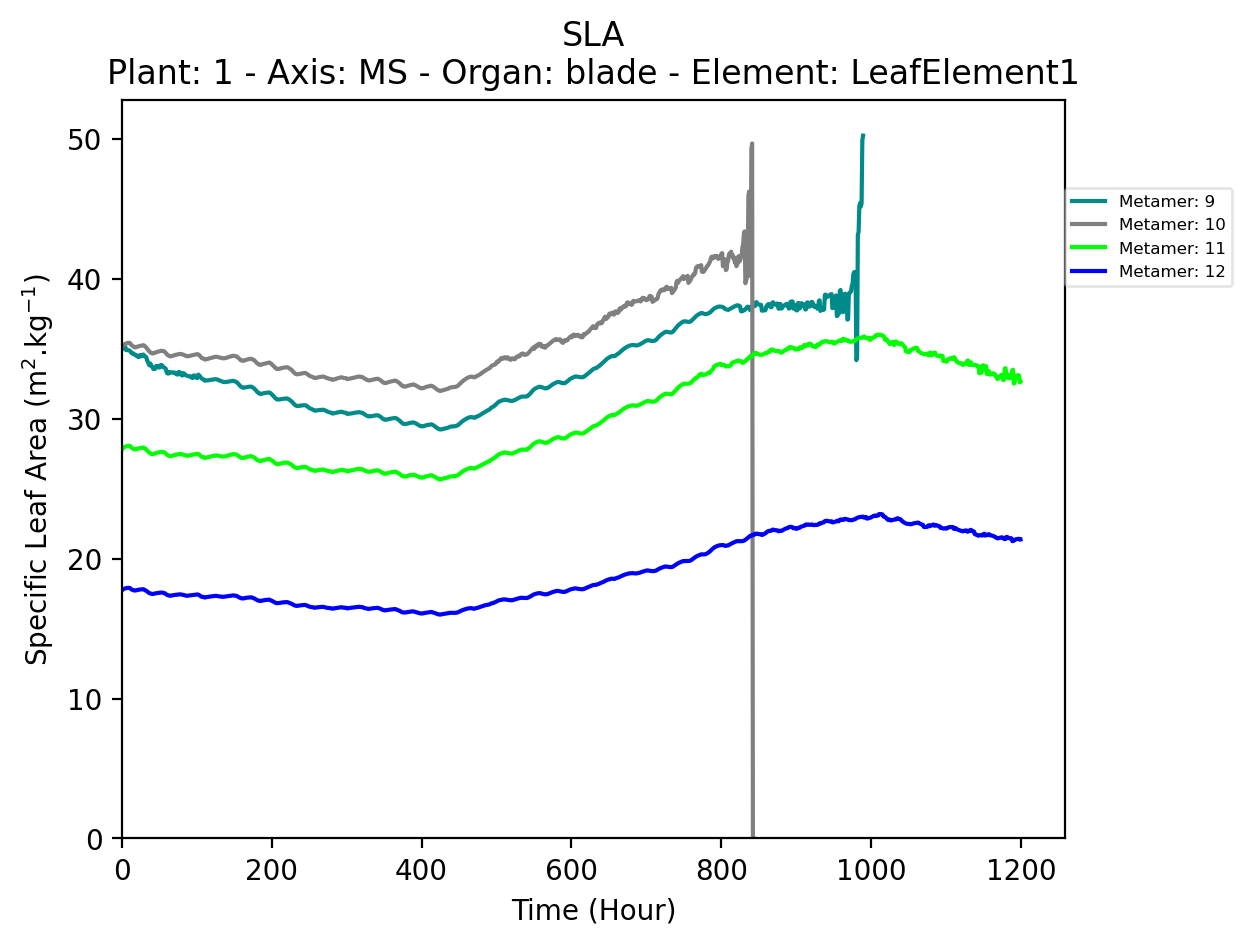 SLA
Plant: 1 - Axis: MS - Organ: blade - Element: LeafElement1
50
40
30
20
10
0
Specific Leaf Area (m².kg⁻¹)
0 200 400 600 800 1000 1200
Time (Hour)
Metamer: 9
Metamer: 10
Metamer: 11
Metamer: 12